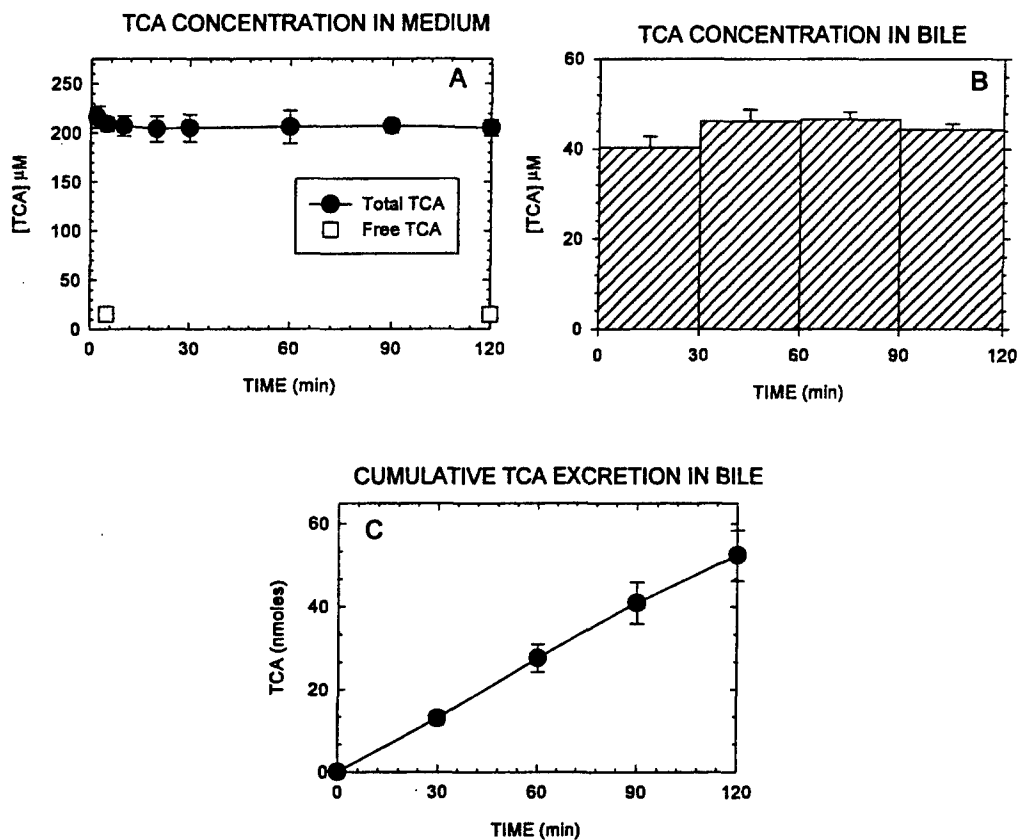 TCA CONCENTRATION IN MEDIUM
A
[TCA] μM
250
200
150
100
50
0
Total TCA
Free TCA
0 30 60 90 120
TIME (min)
TCA CONCENTRATION IN BILE
B
[TCA] μM
60
40
20
0
0 30 60 90 120
TIME (min)
CUMULATIVE TCA EXCRETION IN BILE
C
TCA (nmoles)
60
40
20
0
0 30 60 90 120
TIME (min)